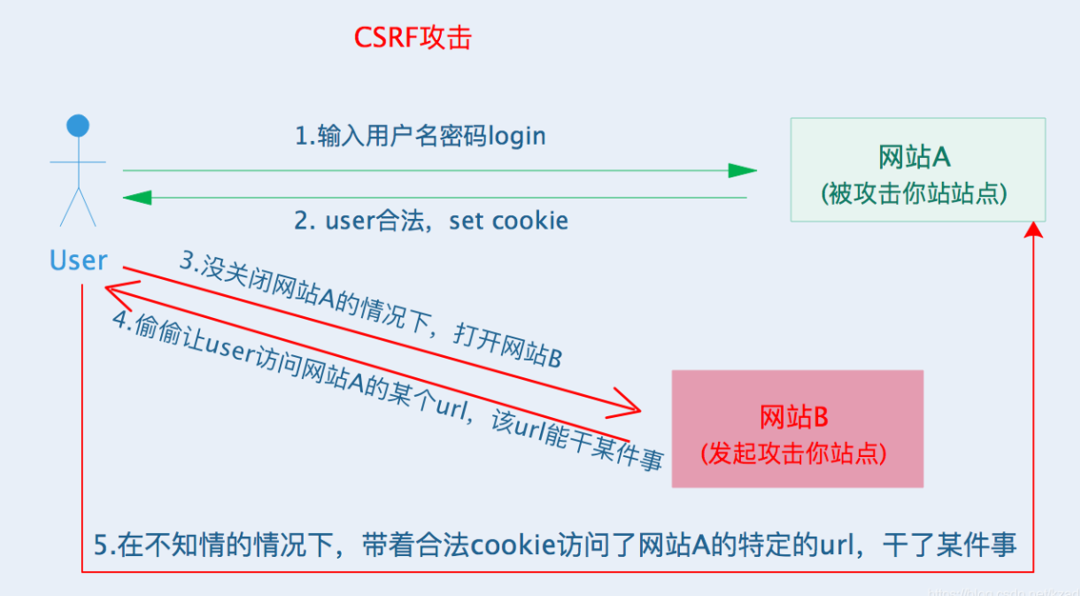 CSRF攻击
1.输入用户名密码login
网站A
(被攻击你站站点)
2. user合法，set cookie
User
3.没关闭网站A的情况下，打开网站B
4.偷偷让user访问网站A的某个url，该url能干某件事
网站B
(发起攻击你站点)
5.在不知情的情况下，带着合法cookie访问了网站A的特定的url，干了某件事